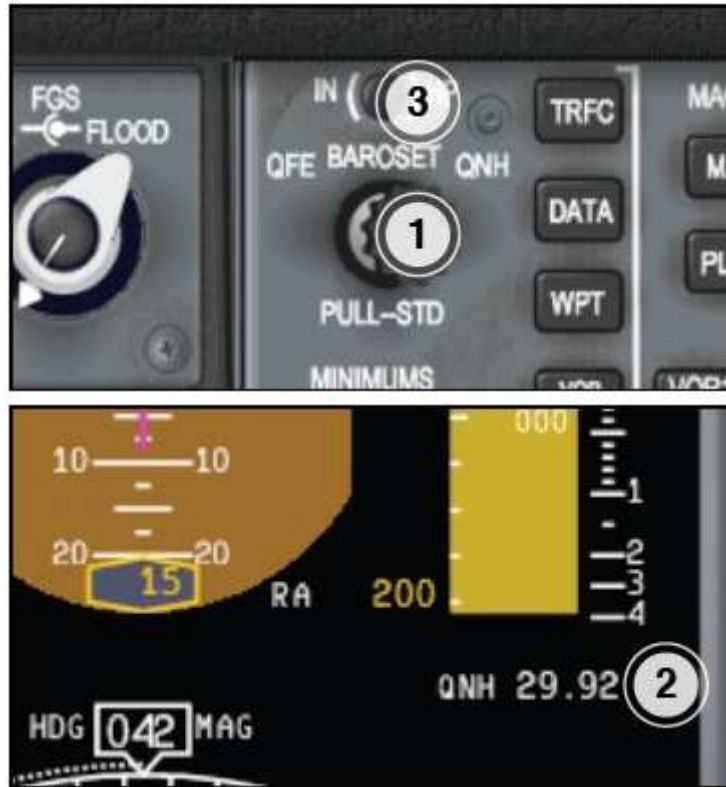 FGS
FLOOD
IN (
3
TRFC
QFE BAROSET QNH
1
DATA
PULL-STD
WPT
MINIMUMS
000
10 10
20 20
15
RA 200
1
2
3
4
QNH 29.92 2
HDG 042 MAG